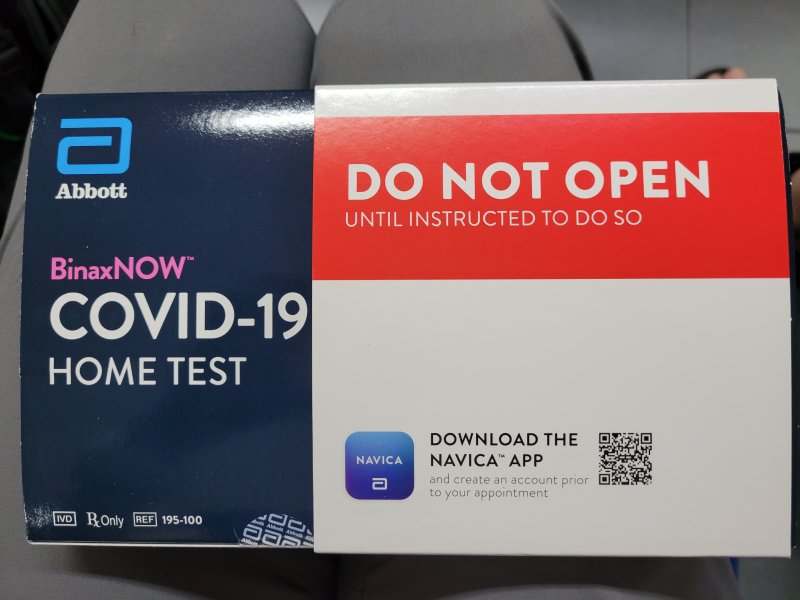 Abbott
BinaxNOW™
COVID-19
HOME TEST
IVD ℞Only REF 195-100
Abbott
DO NOT OPEN
UNTIL INSTRUCTED TO DO SO
NAVICA
DOWNLOAD THE
NAVICA™ APP
and create an account prior
to your appointment